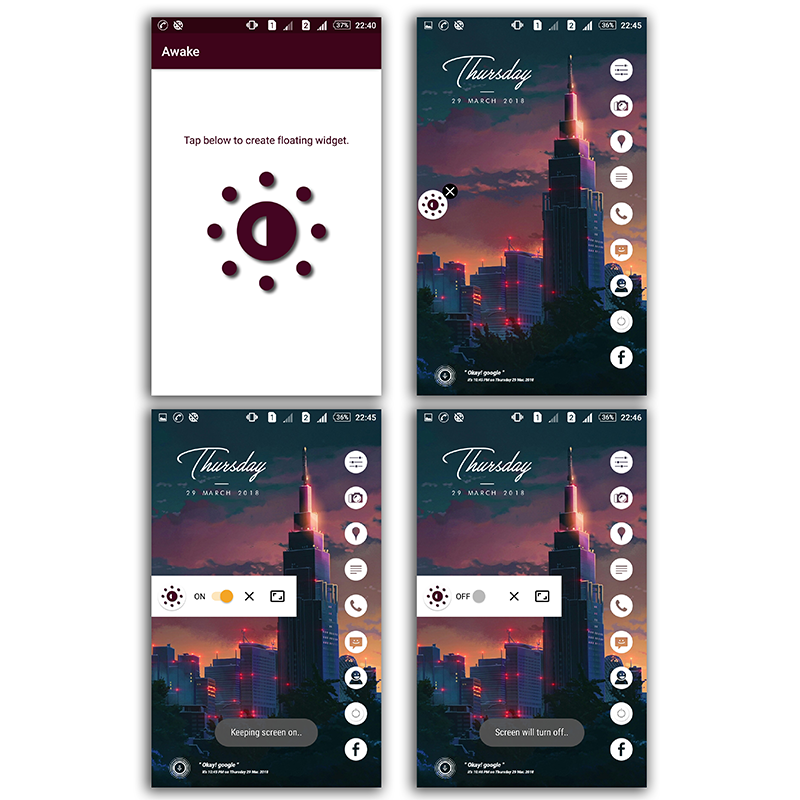 1 2 37% 22:40
Awake
Tap below to create floating widget.
1 2 36% 22:45
Thursday
29 MARCH 2018
f
" Okay! google "
It's 10:45 PM on Thursday 29 Mar. 2018
1 2 36% 22:45
Thursday
29 MARCH 2018
ON
Keeping screen on..
f
" Okay! google "
It's 10:45 PM on Thursday 29 Mar. 2018
1 2 36% 22:46
Thursday
29 MARCH 2018
OFF
Screen will turn off..
f
" Okay! google "
It's 10:46 PM on Thursday 29 Mar. 2018